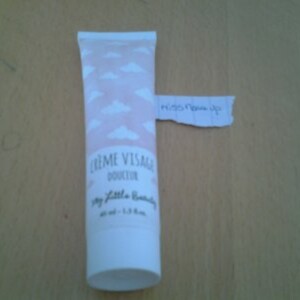 CRÈME VISAGE
DOUCEUR
My Little Beauty
40 ml - 1.3 fl.oz.